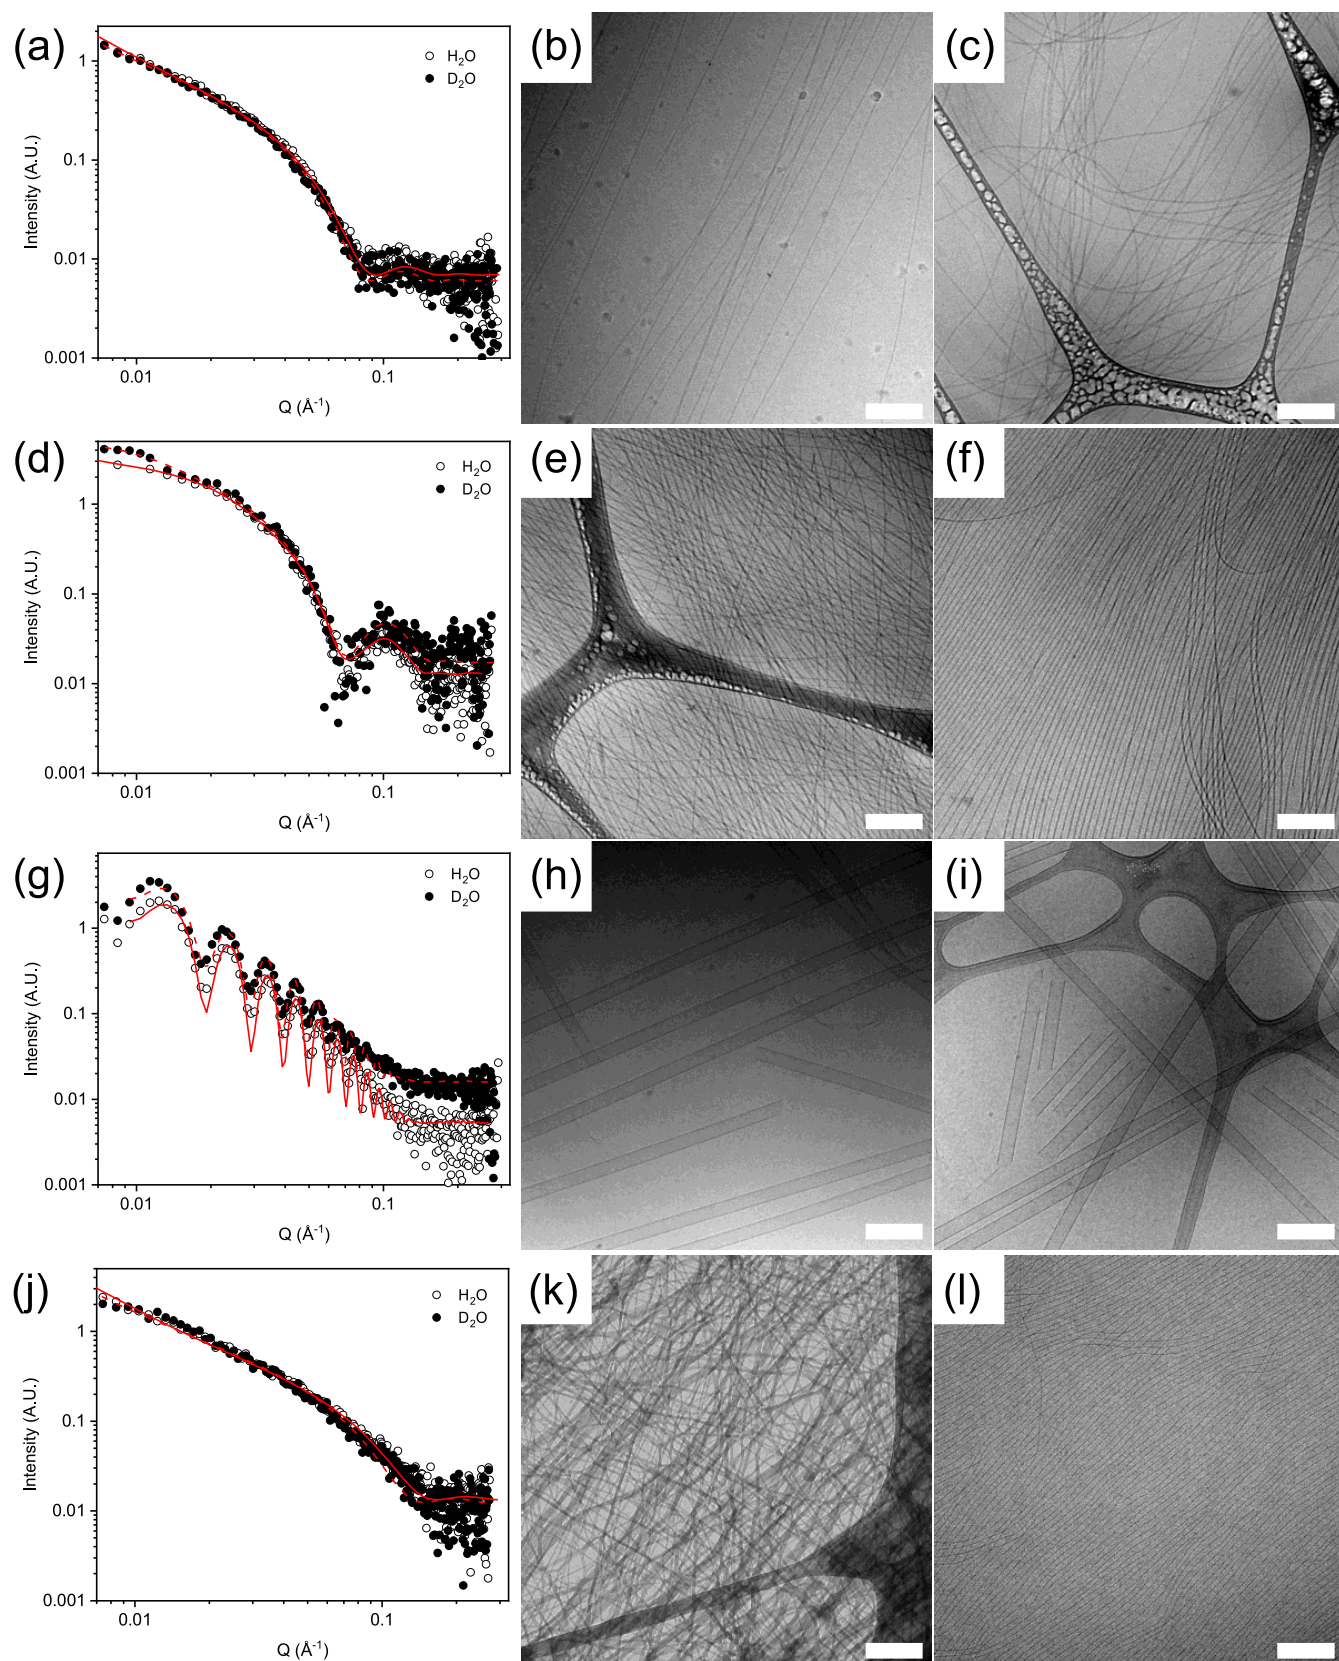 (a)
H₂O
D₂O
1
0.1
0.01
0.001
0.01
0.1
Intensity (A.U.)
Q (Å⁻¹)
(b)
(c)
(d)
H₂O
D₂O
1
0.1
0.01
0.001
0.01
0.1
Intensity (A.U.)
Q (Å⁻¹)
(e)
(f)
(g)
H₂O
D₂O
1
0.1
0.01
0.001
0.01
0.1
Intensity (A.U.)
Q (Å⁻¹)
(h)
(i)
(j)
H₂O
D₂O
1
0.1
0.01
0.001
0.01
0.1
Intensity (A.U.)
Q (Å⁻¹)
(k)
(l)